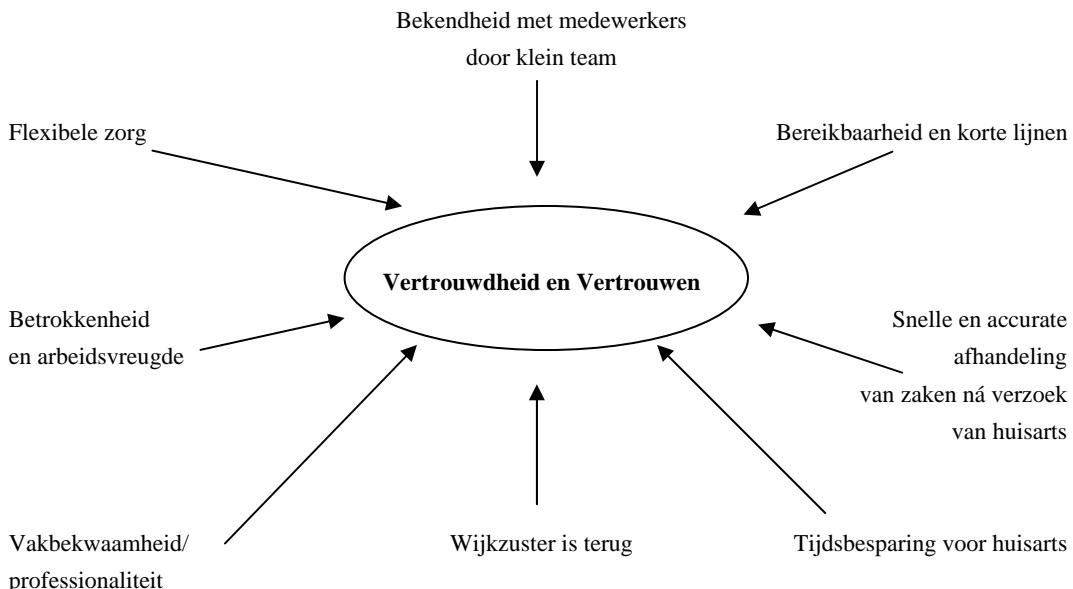 Bekendheid met medewerkers
door klein team
Flexibele zorg
Bereikbaarheid en korte lijnen
Vertrouwdheid en Vertrouwen
Betrokkenheid
en arbeidsvreugde
Snelle en accurate
afhandeling
van zaken ná verzoek
van huisarts
Vakbekwaamheid/
professionaliteit
Wijkzuster is terug
Tijdsbesparing voor huisarts